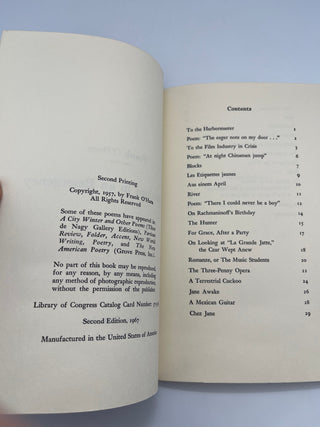 Second Printing
Copyright, 1957, by Frank O'Hara
All Rights Reserved
Some of these poems have appeared in
A City Winter and Other Poems (Tibor
de Nagy Gallery Editions), Partisan
Review, Folder, Accent, New World
Writing, Poetry, and The New
American Poetry (Grove Press, Inc.).
No part of this book may be reproduced,
for any reason, by any means, including
any method of photographic reproduction,
without the permission of the publisher.
Library of Congress Catalog Card Number:
Second Edition, 1967
Manufactured in the United States of America
Contents
To the Harbormaster 1
Poem: "The eager note on my door . . ." 2
To the Film Industry in Crisis 3
Poem: "At night Chinamen jump" 6
Blocks 7
Les Etiquettes jaunes 9
Aus einem April 10
River 11
Poem: "There I could never be a boy" 12
On Rachmaninoff's Birthday 14
The Hunter 15
For Grace, After a Party 17
On Looking at "La Grande Jatte,"
the Czar Wept Anew 18
Romanze, or The Music Students 20
The Three-Penny Opera 22
A Terrestrial Cuckoo 24
Jane Awake 26
A Mexican Guitar 28
Chez Jane 29